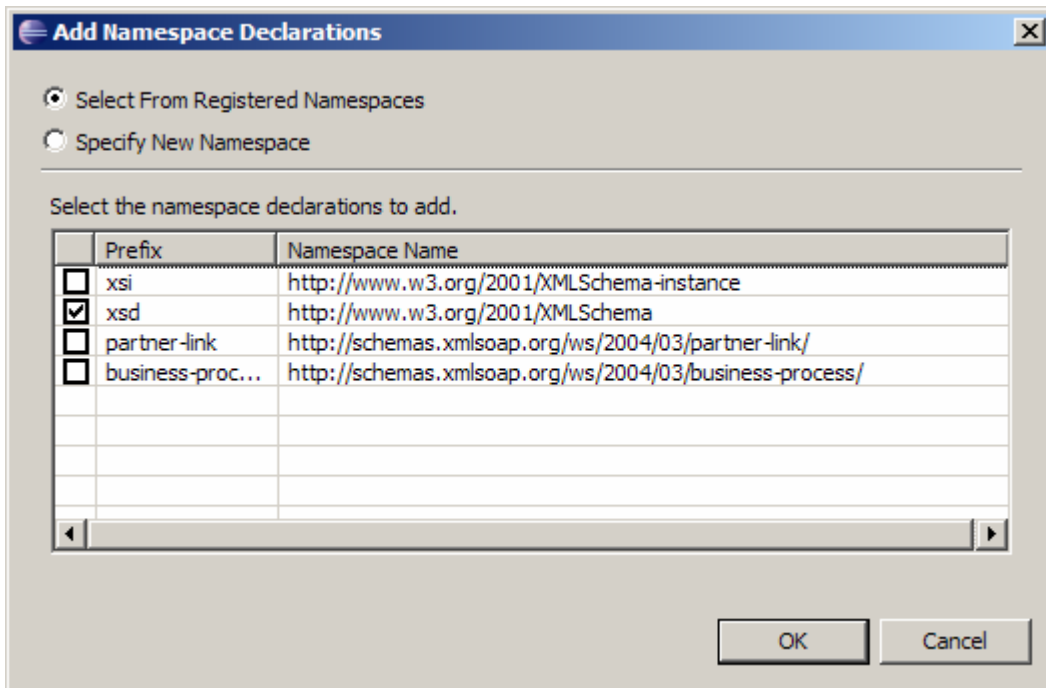 Add Namespace Declarations
Select From Registered Namespaces
Specify New Namespace
Select the namespace declarations to add.
Prefix Namespace Name
xsi http://www.w3.org/2001/XMLSchema-instance
xsd http://www.w3.org/2001/XMLSchema
partner-link http://schemas.xmlsoap.org/ws/2004/03/partner-link/
business-proc... http://schemas.xmlsoap.org/ws/2004/03/business-process/
OK Cancel